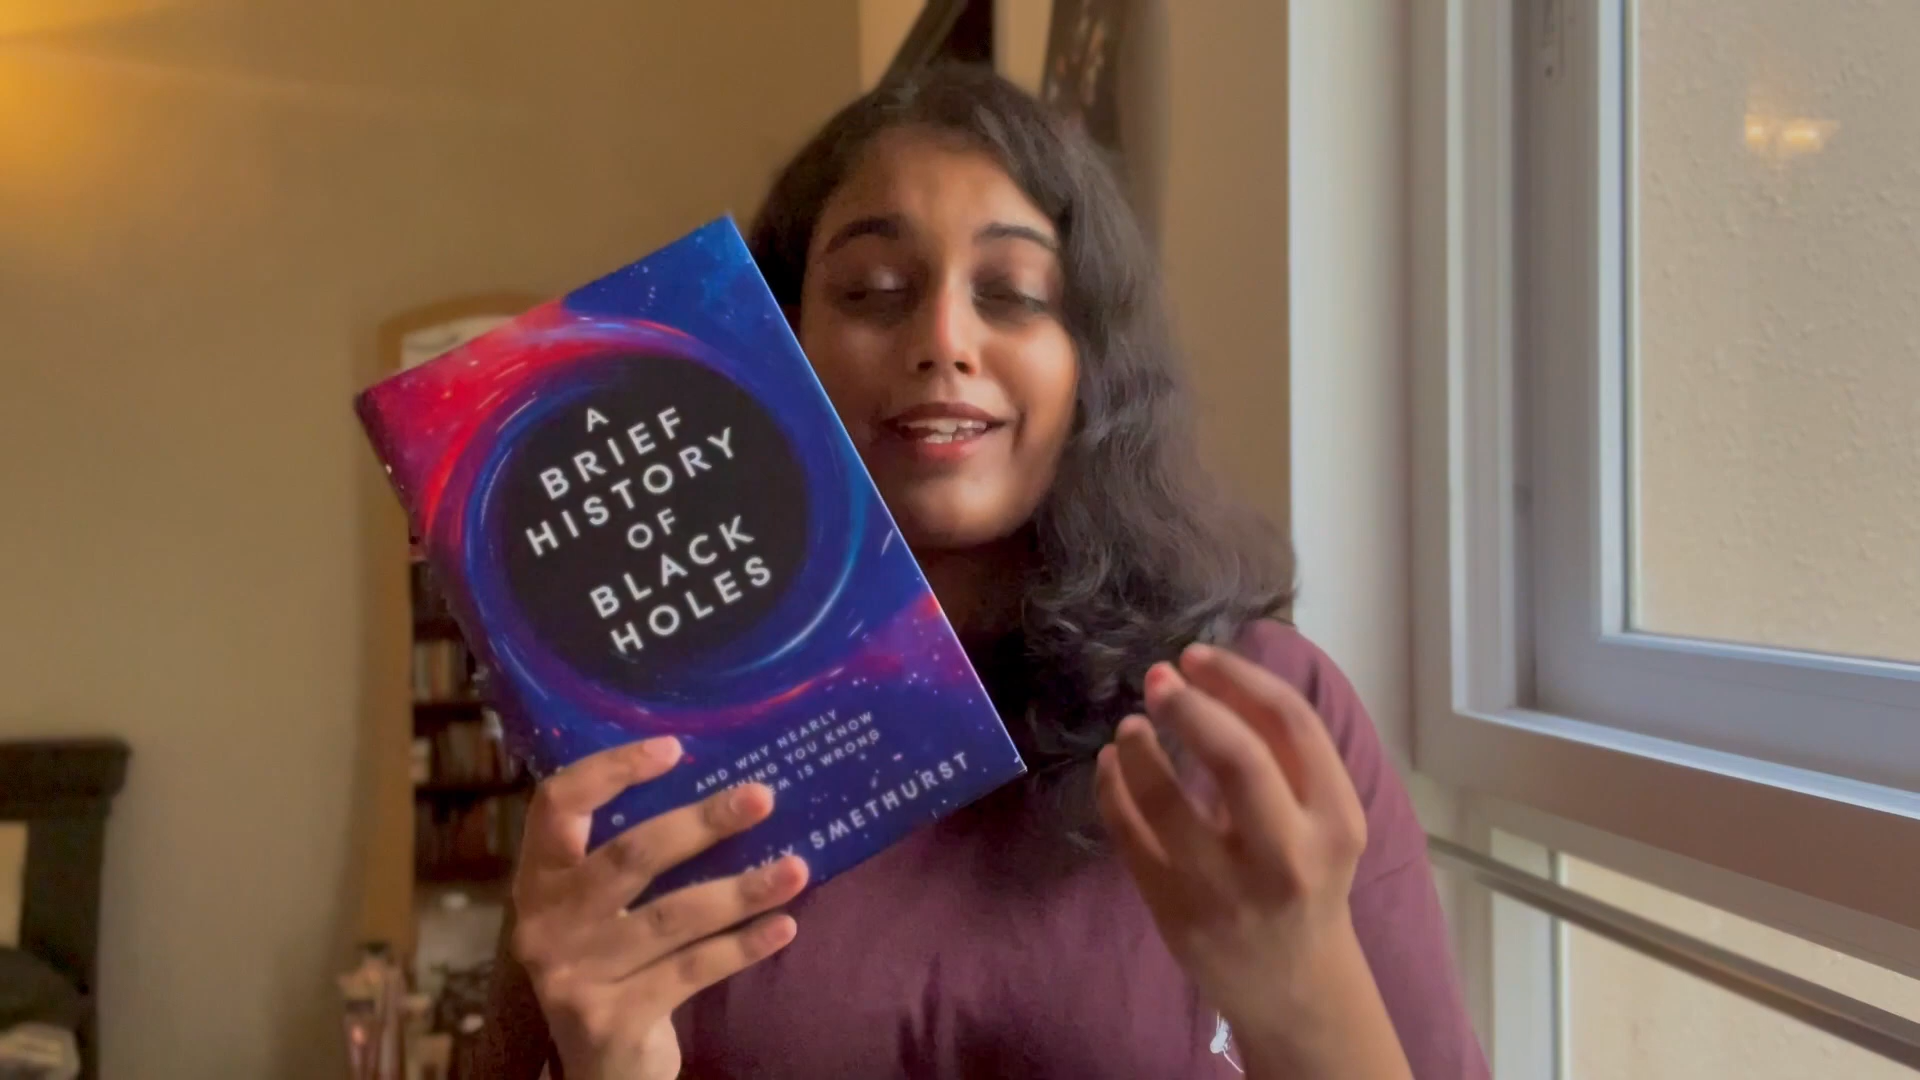 A
BRIEF
HISTORY
OF
BLACK
HOLES
AND WHY NEARLY
YOU KNOW
IS WRONG
SMETHURST